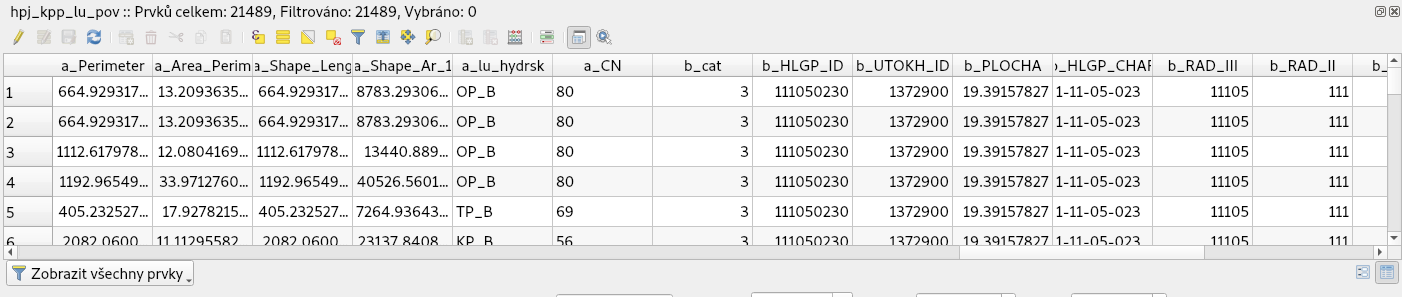 hpj_kpp_lu_pov :: Prvků celkem: 21489, Filtrováno: 21489, Vybráno: 0
a_Perimeter a_Area_Perim a_Shape_Leng a_Shape_Ar_1 a_lu_hydrsk a_CN b_cat b_HLGP_ID b_UTOKH_ID b_PLOCHA b_HLGP_CHAR b_RAD_III b_RAD_II b_
1 664.929317... 13.2093635... 664.929317... 8783.29306... OP_B 80 3 111050230 1372900 19.39157827 1-11-05-023 11105 111
2 664.929317... 13.2093635... 664.929317... 8783.29306... OP_B 80 3 111050230 1372900 19.39157827 1-11-05-023 11105 111
3 1112.617978... 12.0804169... 1112.617978... 13440.889... OP_B 80 3 111050230 1372900 19.39157827 1-11-05-023 11105 111
4 1192.96549... 33.9712760... 1192.96549... 40526.5601... OP_B 80 3 111050230 1372900 19.39157827 1-11-05-023 11105 111
5 405.232527... 17.9278215... 405.232527... 7264.93643... TP_B 69 3 111050230 1372900 19.39157827 1-11-05-023 11105 111
6 2082.0600... 11.11295582... 2082.0600... 23137.8408... KP_B 56 3 111050230 1372900 19.39157827 1-11-05-023 11105 111
Zobrazit všechny prvky